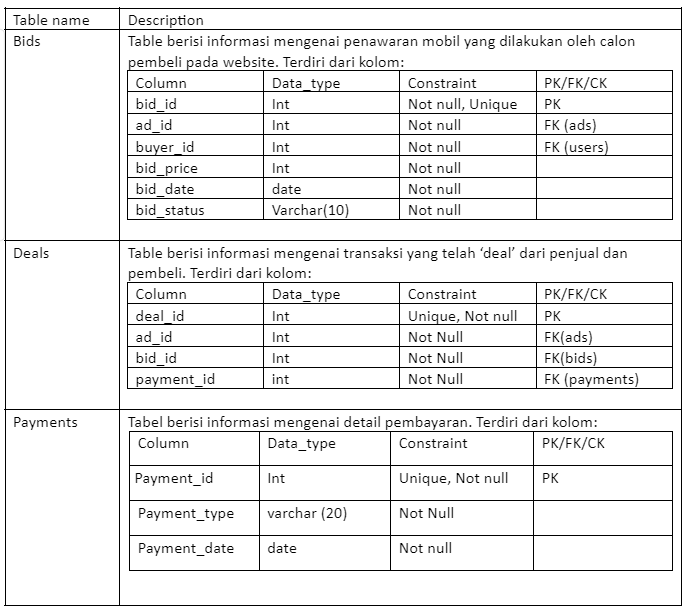 Table name Description
Bids Table berisi informasi mengenai penawaran mobil yang dilakukan oleh calon
pembeli pada website. Terdiri dari kolom:
Column Data_type Constraint PK/FK/CK
bid_id Int Not null, Unique PK
ad_id Int Not null FK (ads)
buyer_id Int Not null FK (users)
bid_price Int Not null
bid_date date Not null
bid_status Varchar(10) Not null
Deals Table berisi informasi mengenai transaksi yang telah ‘deal’ dari penjual dan
pembeli. Terdiri dari kolom:
Column Data_type Constraint PK/FK/CK
deal_id Int Unique, Not null PK
ad_id Int Not Null FK(ads)
bid_id Int Not Null FK(bids)
payment_id int Not Null FK (payments)
Payments Tabel berisi informasi mengenai detail pembayaran. Terdiri dari kolom:
Column Data_type Constraint PK/FK/CK
Payment_id Int Unique, Not null PK
Payment_type varchar (20) Not Null
Payment_date date Not null